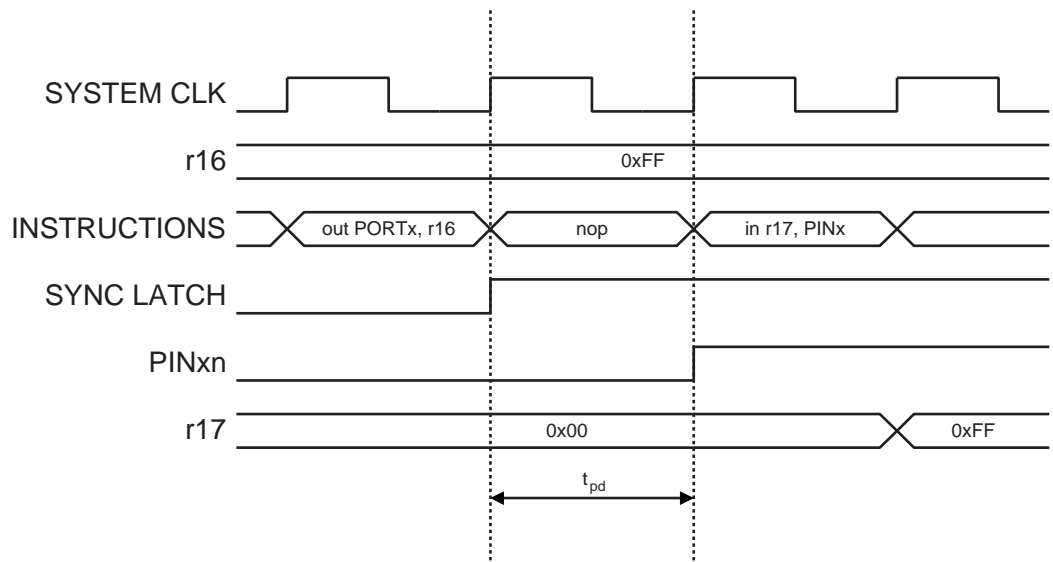 SYSTEM CLK
r16
0xFF
INSTRUCTIONS
out PORTx, r16
nop
in r17, PINx
SYNC LATCH
PINxn
r17
0x00
0xFF
tpd